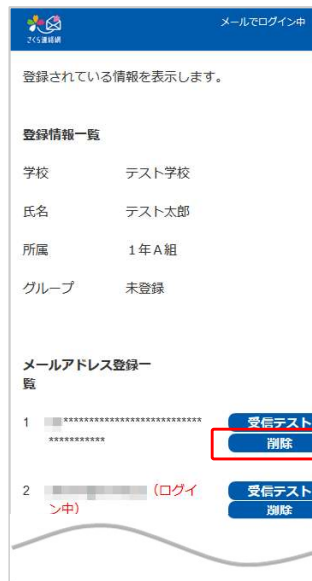 さくら連絡網
メールでログイン中
登録されている情報を表示します。
登録情報一覧
学校 テスト学校
氏名 テスト太郎
所属 1年A組
グループ 未登録
メールアドレス登録一
覧
1 ************************** 受信テスト
*********** 削除
2 (ログイ 受信テスト
ン中) 削除